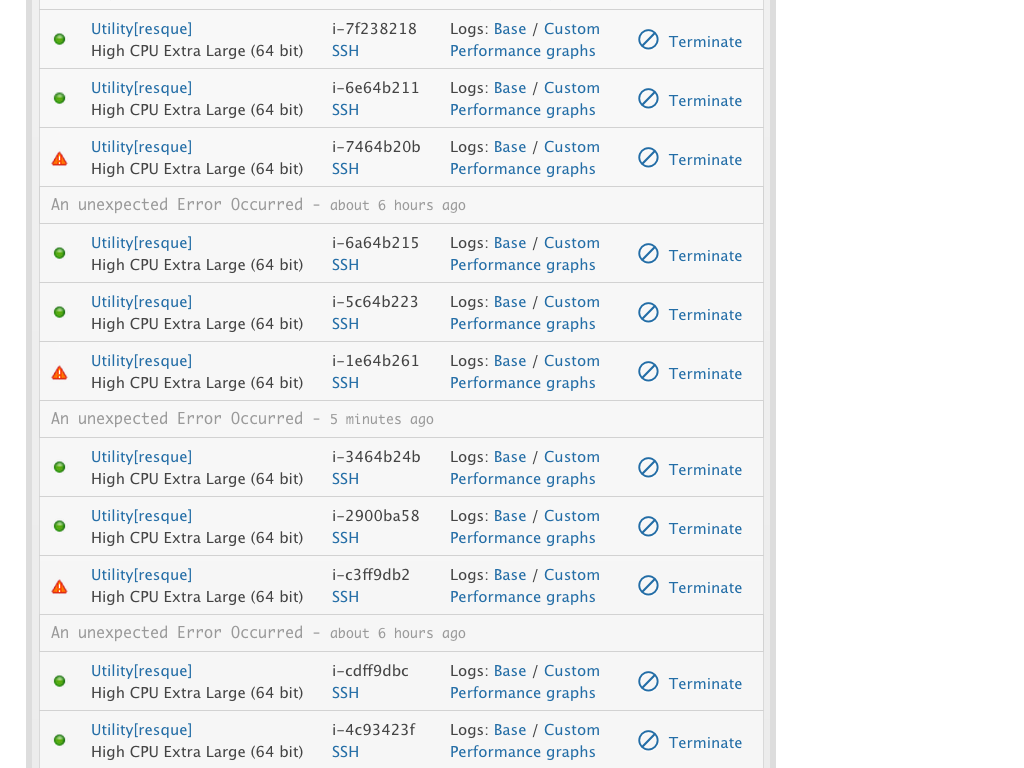 Utility[resque] i-7f238218 Logs: Base / Custom Terminate
High CPU Extra Large (64 bit) SSH Performance graphs
Utility[resque] i-6e64b211 Logs: Base / Custom Terminate
High CPU Extra Large (64 bit) SSH Performance graphs
Utility[resque] i-7464b20b Logs: Base / Custom Terminate
High CPU Extra Large (64 bit) SSH Performance graphs
An unexpected Error Occurred - about 6 hours ago
Utility[resque] i-6a64b215 Logs: Base / Custom Terminate
High CPU Extra Large (64 bit) SSH Performance graphs
Utility[resque] i-5c64b223 Logs: Base / Custom Terminate
High CPU Extra Large (64 bit) SSH Performance graphs
Utility[resque] i-1e64b261 Logs: Base / Custom Terminate
High CPU Extra Large (64 bit) SSH Performance graphs
An unexpected Error Occurred - 5 minutes ago
Utility[resque] i-3464b24b Logs: Base / Custom Terminate
High CPU Extra Large (64 bit) SSH Performance graphs
Utility[resque] i-2900ba58 Logs: Base / Custom Terminate
High CPU Extra Large (64 bit) SSH Performance graphs
Utility[resque] i-c3ff9db2 Logs: Base / Custom Terminate
High CPU Extra Large (64 bit) SSH Performance graphs
An unexpected Error Occurred - about 6 hours ago
Utility[resque] i-cdff9dbc Logs: Base / Custom Terminate
High CPU Extra Large (64 bit) SSH Performance graphs
Utility[resque] i-4c93423f Logs: Base / Custom Terminate
High CPU Extra Large (64 bit) SSH Performance graphs